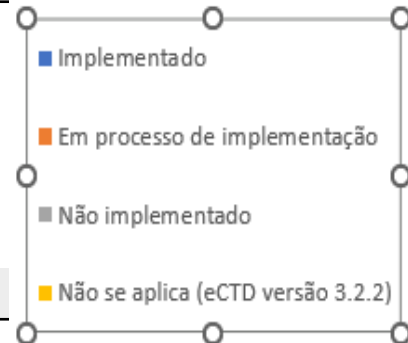 Implementado
Em processo de implementação
Não implementado
Não se aplica (eCTD versão 3.2.2)